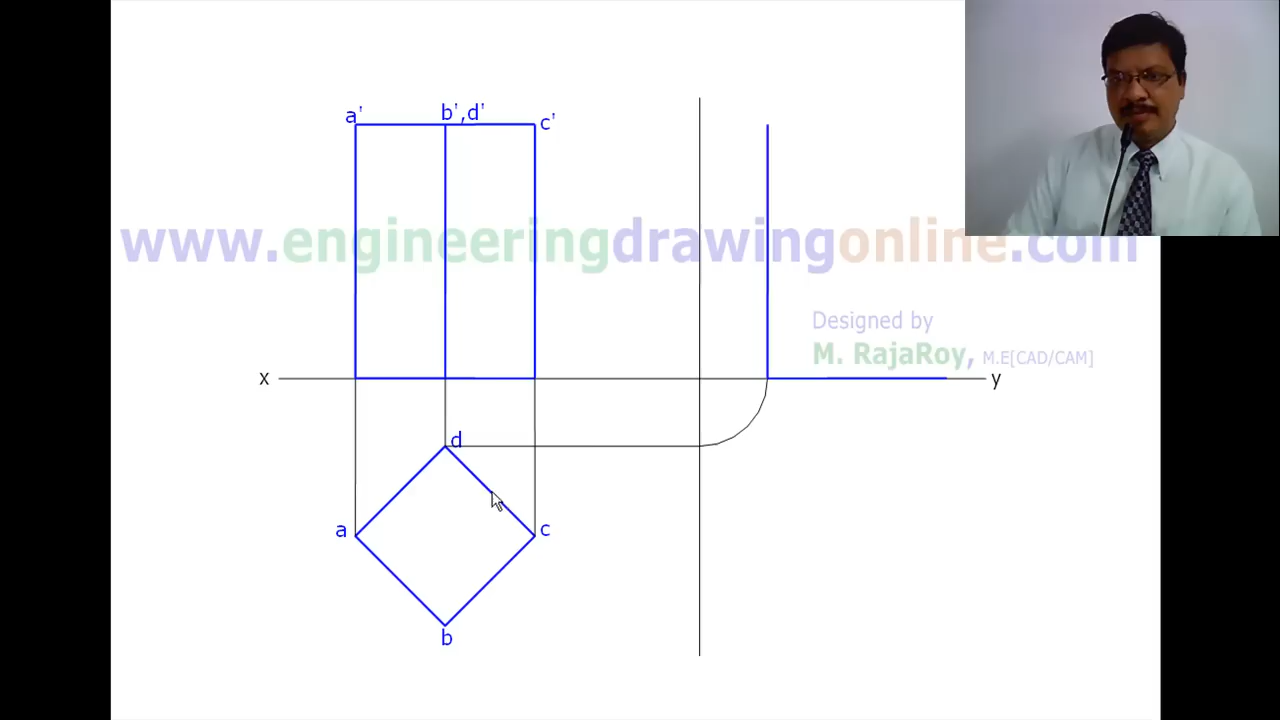 a'
b',d'
c'
www.engineeringdrawingonline.com
Designed by
M. RajaRoy, M.E[CAD/CAM]
x
y
d
a
c
b